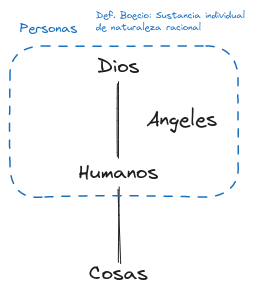 Def. Boecio: Sustancia individual
Personas
de naturaleza racional
Dios
Angeles
Humanos
Cosas